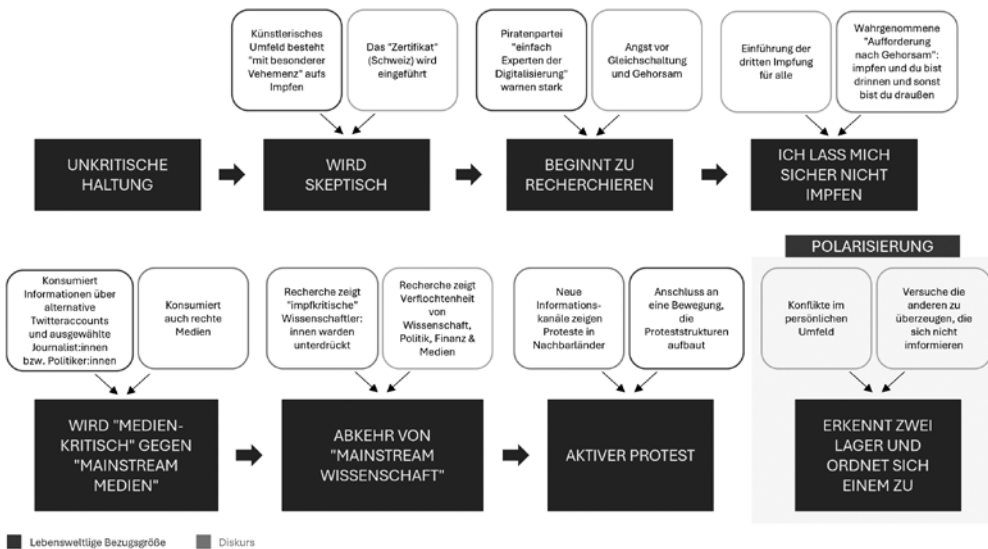 Künstlerisches
Umfeld besteht
"mit besonderer
Vehemenz" aufs
Impfen
Das "Zertifikat"
(Schweiz) wird
eingeführt
Piratenpartei
"einfach
Experten der
Digitalisierung"
warnen stark
Angst vor
Gleichschaltung
und Gehorsam
Einführung der
dritten Impfung
für alle
Wahrgenommene
"Aufforderung
nach Gehorsam":
impfen und du bist
drinnen und sonst
bist du draußen
UNKRITISCHE
HALTUNG
WIRD
SKEPTISCH
BEGINNT ZU
RECHERCHIEREN
ICH LASS MICH
SICHER NICHT
IMPFEN
POLARISIERUNG
Konsumiert
Informationen über
alternative
Twitteraccounts
und ausgewählte
Journalist:innen
bzw. Politiker:innen
Konsumiert
auch rechte
Medien
Recherche zeigt
"impfkritische"
Wissenschaftler:
innen warden
unterdrückt
Recherche zeigt
Verflochtenheit
von
Wissenschaft,
Politik, Finanz &
Medien
Neue
Informations-
kanäle zeigen
Proteste in
Nachbarländer
Anschluss an
eine Bewegung,
die
Proteststrukturen
aufbaut
Konflikte im
persönlichen
Umfeld
Versuche die
anderen zu
überzeugen, die
sich nicht
imformieren
WIRD "MEDIEN-
KRITISCH" GEGEN
"MAINSTREAM
MEDIEN"
ABKEHR VON
"MAINSTREAM
WISSENSCHAFT"
AKTIVER PROTEST
ERKENNT ZWEI
LAGER UND
ORDNET SICH
EINEM ZU
Lebensweltlige Bezugsgröße
Diskurs